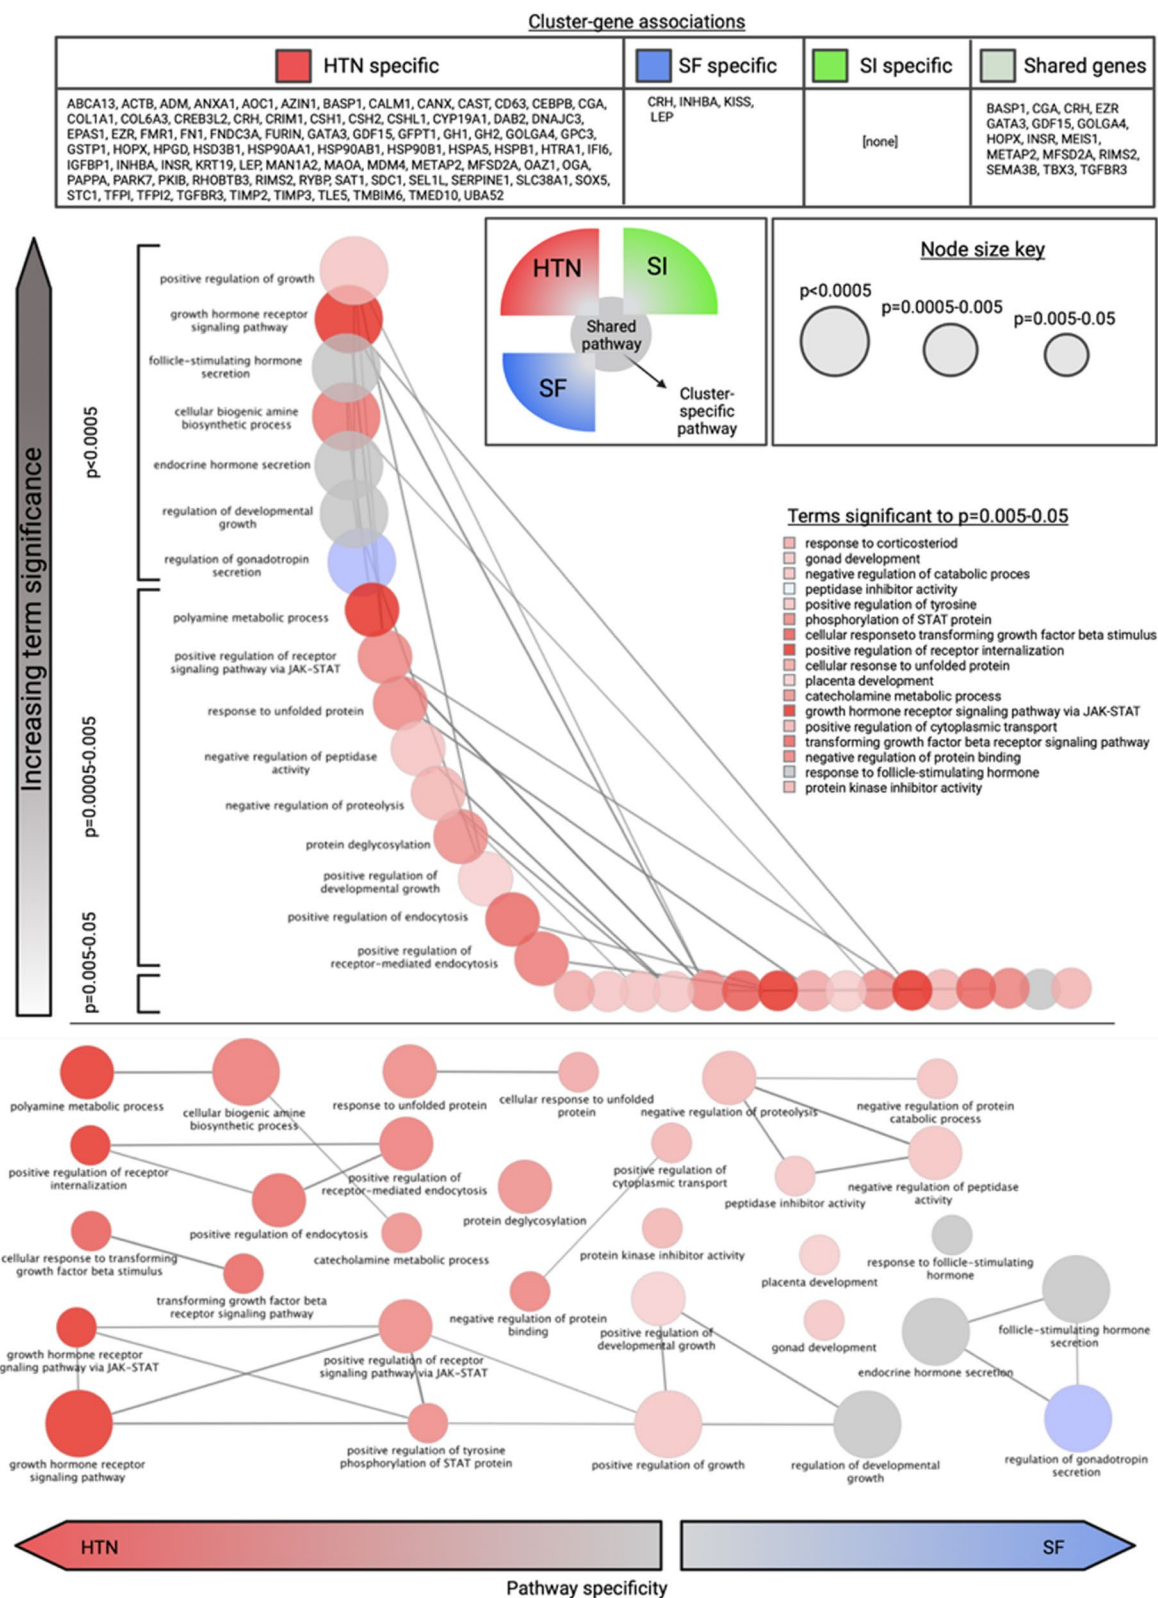 Cluster-gene associations
HTN specific
SF specific
SI specific
Shared genes
ABCA13, ACTB, ADM, ANXA1, AOC1, AZIN1, BASP1, CALM1, CANX, CAST, CD63, CEBPB, CGA,
COL1A1, COL6A3, CREB3L2, CRH, CRIM1, CSH1, CSH2, CSHL1, CYP19A1, DAB2, DNAJC3,
EPAS1, EZR, FMR1, FN1, FNDC3A, FURIN, GATA3, GDF15, GFPT1, GH1, GH2, GOLGA4, GPC3,
GSTP1, HOPX, HPGD, HSD3B1, HSP90AA1, HSP90AB1, HSP90B1, HSPA5, HSPB1, HTRA1, IFI6,
IGFBP1, INHBA, INSR, KRT19, LEP, MAN1A2, MAOA, MDM4, METAP2, MFSD2A, OAZ1, OGA,
PAPPA, PARK7, PKIB, RHOBTB3, RIMS2, RYBP, SAT1, SDC1, SEL1L, SERPINE1, SLC38A1, SOX5,
STC1, TFPI, TFPI2, TGFBR3, TIMP2, TIMP3, TLE5, TMBIM6, TMED10, UBA52
CRH, INHBA, KISS,
LEP
[none]
BASP1, CGA, CRH, EZR
GATA3, GDF15, GOLGA4,
HOPX, INSR, MEIS1,
METAP2, MFSD2A, RIMS2,
SEMA3B, TBX3, TGFBR3
Increasing term significance
p<0.0005
p=0.0005-0.005
p=0.005-0.05
positive regulation of growth
growth hormone receptor
signaling pathway
follicle-stimulating hormone
secretion
cellular biogenic amine
biosynthetic process
endocrine hormone secretion
regulation of developmental
growth
regulation of gonadotropin
secretion
polyamine metabolic process
positive regulation of receptor
signaling pathway via JAK-STAT
response to unfolded protein
negative regulation of peptidase
activity
negative regulation of proteolysis
protein deglycosylation
positive regulation of
developmental growth
positive regulation of endocytosis
positive regulation of
receptor-mediated endocytosis
HTN
SI
Shared
pathway
SF
Cluster-
specific
pathway
Node size key
p<0.0005
p=0.0005-0.005
p=0.005-0.05
Terms significant to p=0.005-0.05
response to corticosteriod
gonad development
negative regulation of catabolic proces
peptidase inhibitor activity
positive regulation of tyrosine
phosphorylation of STAT protein
cellular responseto transforming growth factor beta stimulus
positive regulation of receptor internalization
cellular resonse to unfolded protein
placenta development
catecholamine metabolic process
growth hormone receptor signaling pathway via JAK-STAT
positive regulation of cytoplasmic transport
transforming growth factor beta receptor signaling pathway
negative regulation of protein binding
response to follicle-stimulating hormone
protein kinase inhibitor activity
polyamine metabolic process
cellular biogenic amine
biosynthetic process
response to unfolded protein
cellular response to unfolded
protein
negative regulation of proteolysis
negative regulation of protein
catabolic process
positive regulation of receptor
internalization
positive regulation of
receptor-mediated endocytosis
positive regulation of
cytoplasmic transport
peptidase inhibitor activity
negative regulation of peptidase
activity
positive regulation of endocytosis
protein deglycosylation
cellular response to transforming
growth factor beta stimulus
catecholamine metabolic process
protein kinase inhibitor activity
placenta development
response to follicle-stimulating
hormone
transforming growth factor beta
receptor signaling pathway
negative regulation of protein
binding
positive regulation of
developmental growth
gonad development
endocrine hormone secretion
follicle-stimulating hormone
secretion
growth hormone receptor
gnaling pathway via JAK-STAT
positive regulation of receptor
signaling pathway via JAK-STAT
growth hormone receptor
signaling pathway
positive regulation of tyrosine
phosphorylation of STAT protein
positive regulation of growth
regulation of developmental
growth
regulation of gonadotropin
secretion
HTN
SF
Pathway specificity